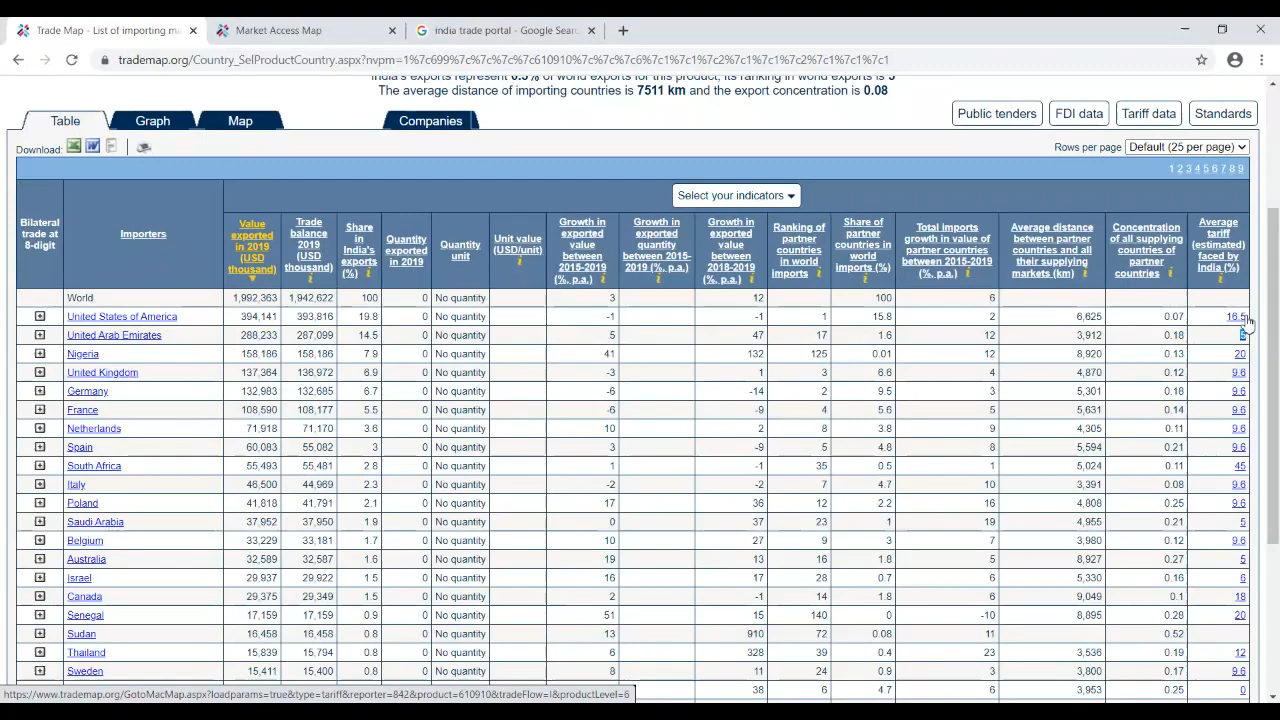 Trade Map - List of importing ma
Market Access Map
india trade portal - Google Searc
trademap.org/Country_SelProductCountry.aspx?nvpm=1%7c699%7c%7c%7c610910%7c%7c%7c6%7c1%7c1%7c2%7c1%7c1%7c2%7c1%7c1
India's exports represent 6.5% of world exports for this product, its ranking in world exports is 5
The average distance of importing countries is 7511 km and the export concentration is 0.08
Table Graph Map Companies
Public tenders FDI data Tariff data Standards
Download:
Rows per page Default (25 per page)
1 2 3 4 5 6 7 8 9
Select your indicators
Bilateral trade at 8-digit
Importers
Value exported in 2019 (USD thousand)
Trade balance 2019 (USD thousand)
Share in India's exports (%)
Quantity exported in 2019
Quantity unit
Unit value (USD/unit)
Growth in exported value between 2015-2019 (%, p.a.)
Growth in exported quantity between 2015-2019 (%, p.a.)
Growth in exported value between 2018-2019 (%, p.a.)
Ranking of partner countries in world imports
Share of partner countries in world imports (%)
Total imports growth in value of partner countries between 2015-2019 (%, p.a.)
Average distance between partner countries and all their supplying markets (km)
Concentration of all supplying countries of partner countries
Average tariff (estimated) faced by India (%)
World 1,992,363 1,942,622 100 0 No quantity 3 12 100 6
United States of America 394,141 393,816 19.8 0 No quantity -1 -1 1 15.8 2 6,625 0.07 16.5
United Arab Emirates 288,233 287,099 14.5 0 No quantity 5 47 17 1.6 12 3,912 0.18 5
Nigeria 158,186 158,186 7.9 0 No quantity 41 132 125 0.01 12 8,920 0.13 20
United Kingdom 137,364 136,972 6.9 0 No quantity -3 1 3 6.6 4 4,870 0.12 9.6
Germany 132,983 132,685 6.7 0 No quantity -6 -14 2 9.5 3 5,301 0.18 9.6
France 108,590 108,177 5.5 0 No quantity -6 -9 4 5.6 5 5,631 0.14 9.6
Netherlands 71,918 71,170 3.6 0 No quantity 10 2 8 3.8 9 4,305 0.11 9.6
Spain 60,083 55,082 3 0 No quantity 3 -9 5 4.8 8 5,594 0.21 9.6
South Africa 55,493 55,481 2.8 0 No quantity 1 -1 35 0.5 1 5,024 0.11 45
Italy 46,500 44,969 2.3 0 No quantity -2 -2 7 4.7 10 3,391 0.08 9.6
Poland 41,818 41,791 2.1 0 No quantity 17 36 12 2.2 16 4,808 0.25 9.6
Saudi Arabia 37,952 37,950 1.9 0 No quantity 0 37 23 1 19 4,955 0.21 5
Belgium 33,229 33,181 1.7 0 No quantity 10 27 7 3 7 3,980 0.12 9.6
Australia 32,589 32,587 1.6 0 No quantity 19 13 16 1.8 5 8,927 0.27 5
Israel 29,937 29,922 1.5 0 No quantity 16 17 28 0.7 6 5,330 0.16 6
Canada 29,375 29,349 1.5 0 No quantity 2 -1 14 1.8 6 9,049 0.1 18
Senegal 17,159 17,159 0.9 0 No quantity 51 15 140 0 -10 8,895 0.28 20
Sudan 16,458 16,458 0.8 0 No quantity 13 910 72 0.08 11 0.52
Thailand 15,839 15,794 0.8 0 No quantity 6 328 39 0.4 23 3,536 0.19 12
Sweden 15,411 15,400 0.8 0 No quantity 8 11 24 0.9 3 3,800 0.17 9.6
38 6 4.7 6 3,953 0.25 0
https://www.trademap.org/GotoMacMap.aspx?loadparams=true&type=tariff&reporter=842&product=610910&tradeFlow=I&productLevel=6